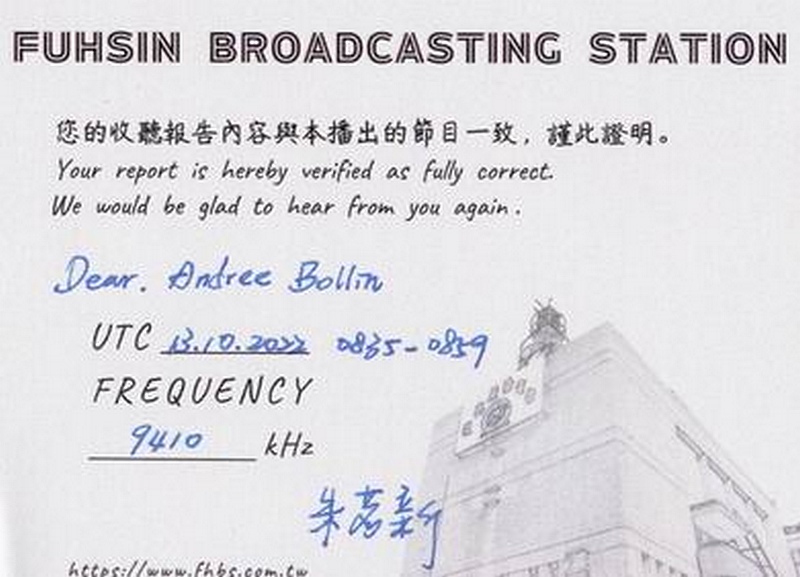 FUHSIN BROADCASTING STATION
您的收聽報告內容與本播出的節目一致，謹此證明。
Your report is hereby verified as fully correct.
We would be glad to hear from you again.
Dear. Andree Bollin
UTC 13.10.2022 0835-0859
FREQUENCY
9410 kHz
https://www.fhbs.com.tw